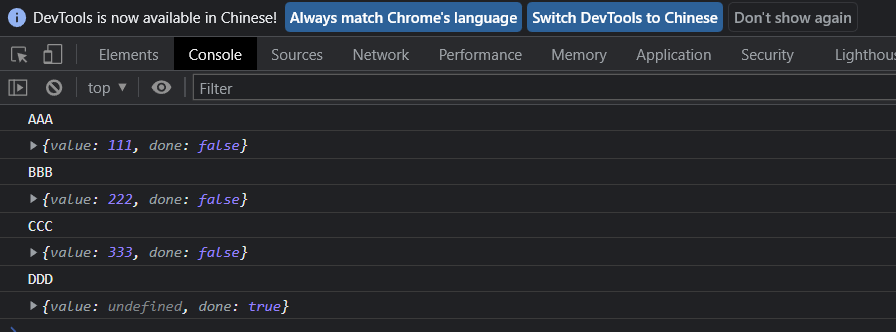 DevTools is now available in Chinese! Always match Chrome's language Switch DevTools to Chinese Don't show again
Elements Console Sources Network Performance Memory Application Security Lighthou
top ▼ Filter
AAA
▶{value: 111, done: false}
BBB
▶{value: 222, done: false}
CCC
▶{value: 333, done: false}
DDD
▶{value: undefined, done: true}